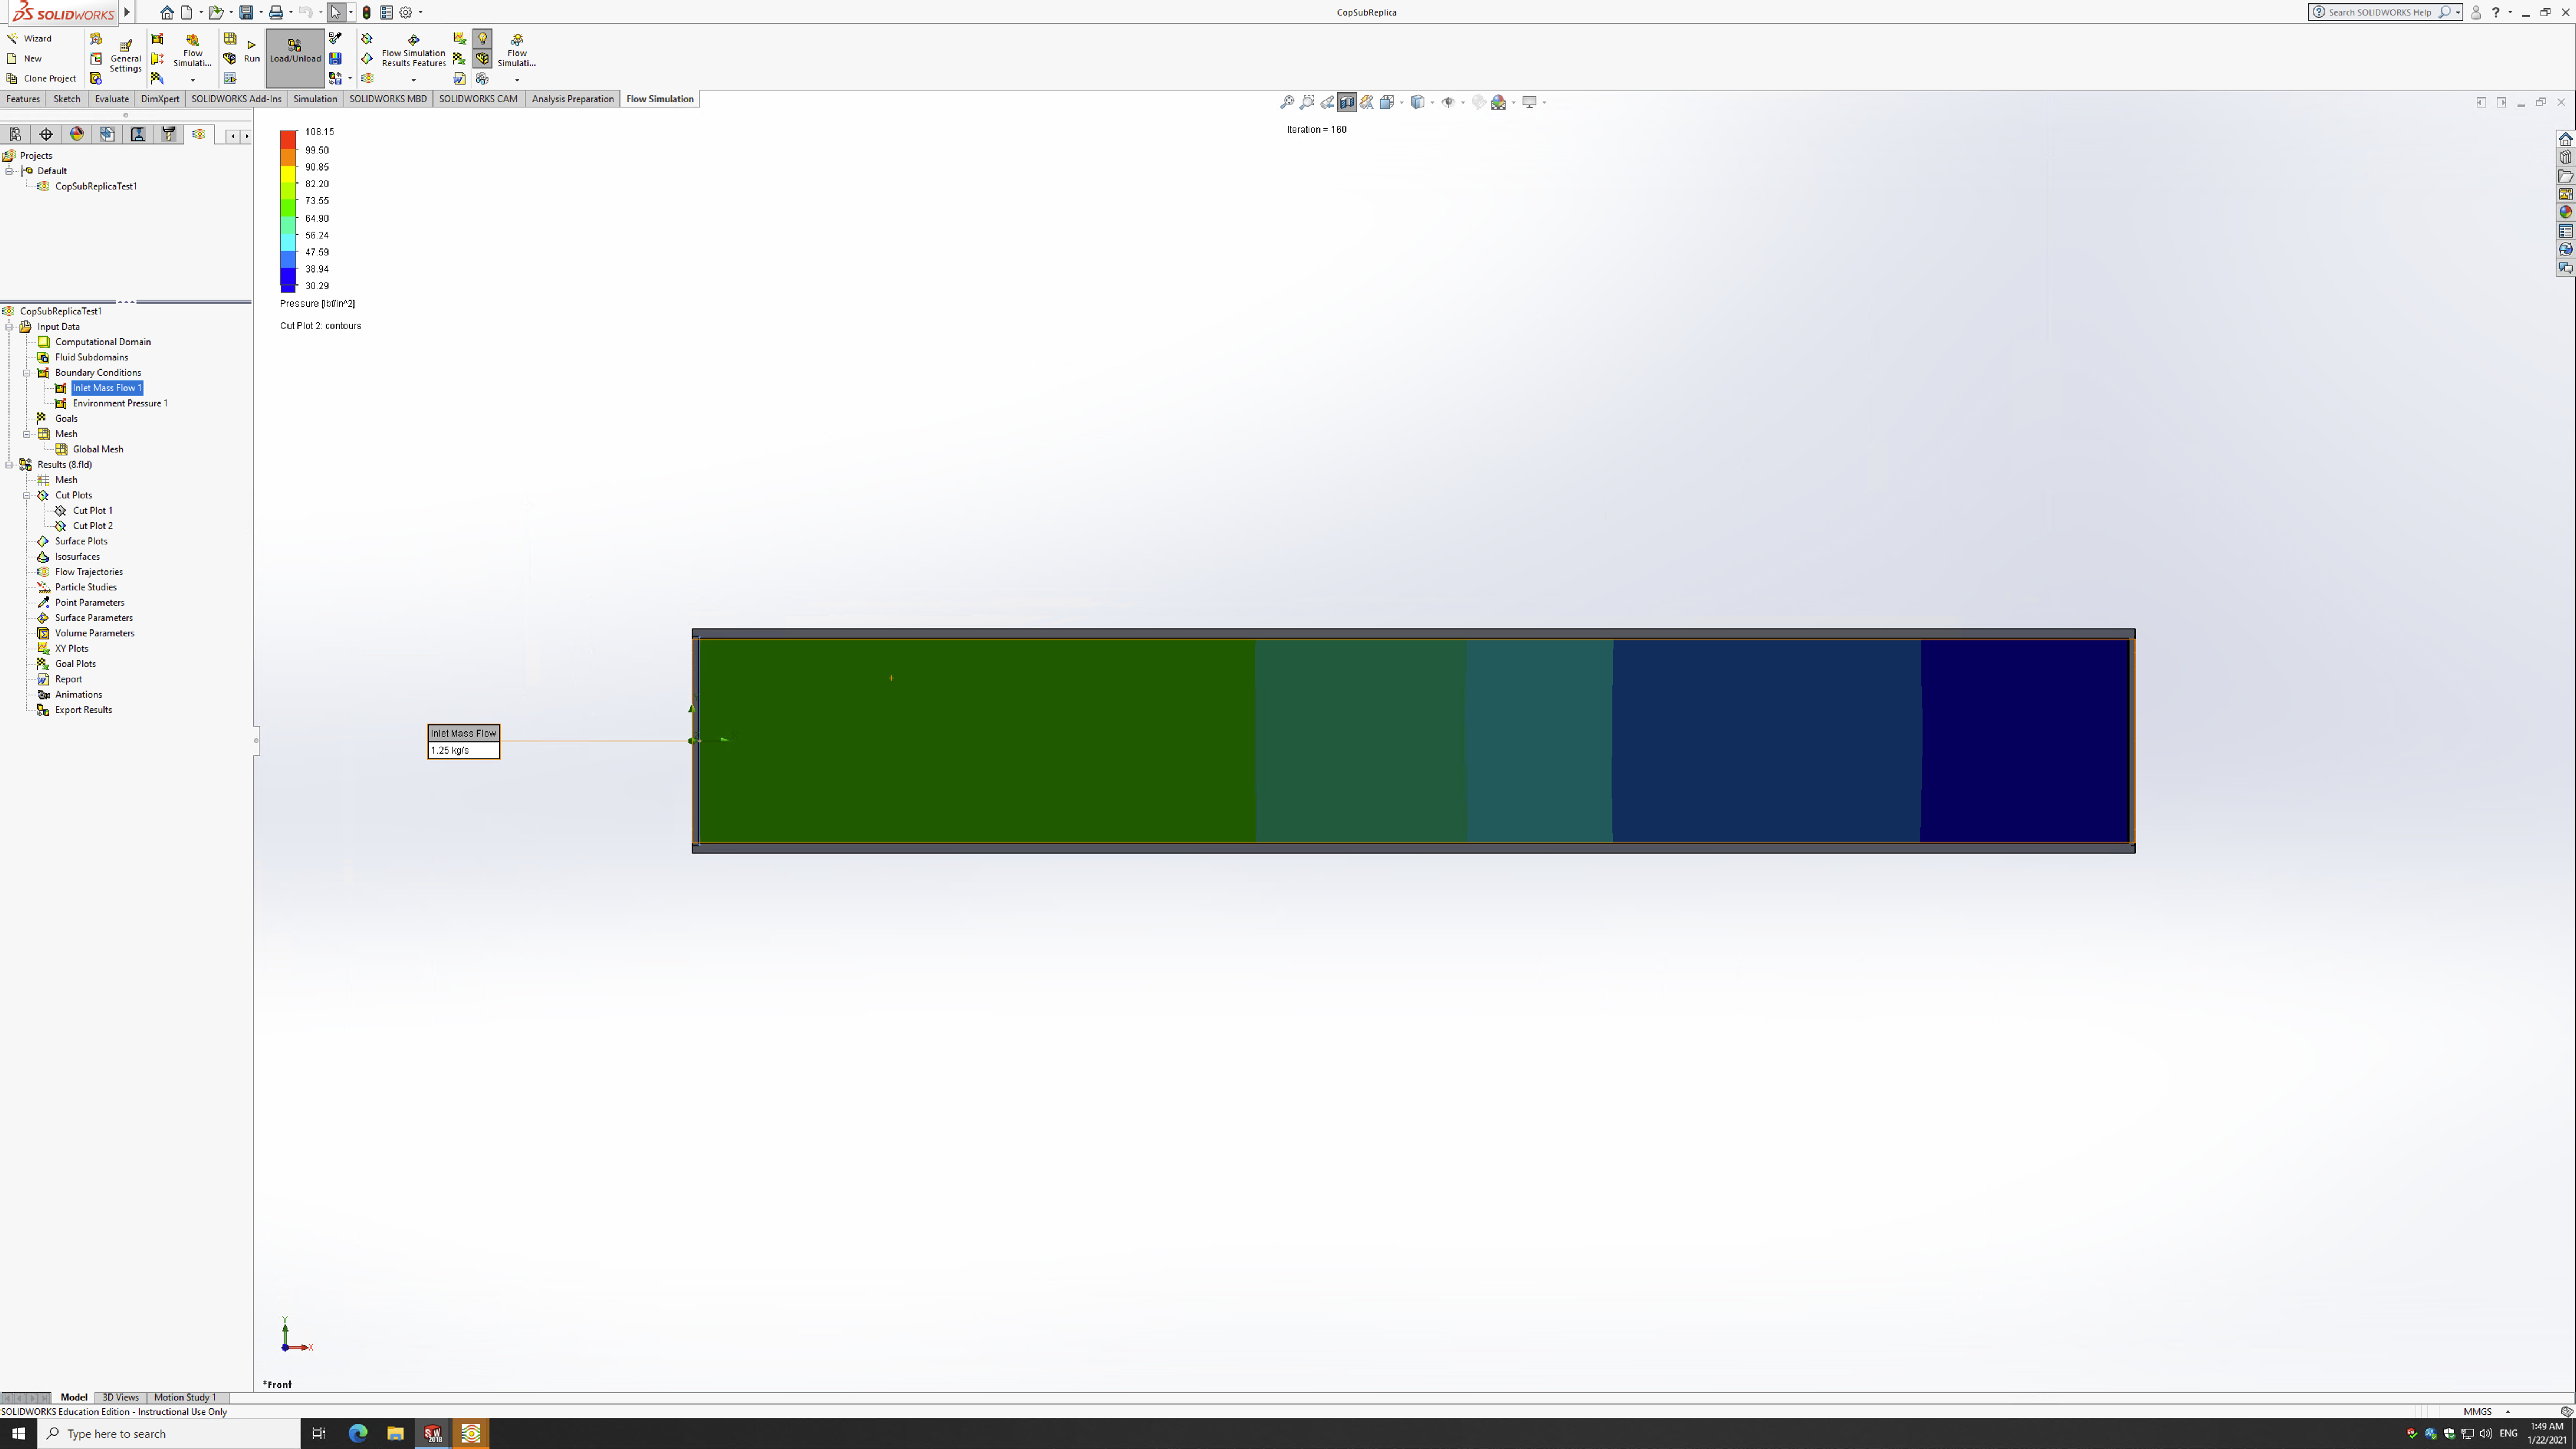 SOLIDWORKS
CopSubReplica
Search SOLIDWORKS Help
?
Wizard
New
Clone Project
General Settings
Flow Simulati...
Run
Load/Unload
Flow Simulation Results Features
Flow Simulati...
Features
Sketch
Evaluate
DimXpert
SOLIDWORKS Add-Ins
Simulation
SOLIDWORKS MBD
SOLIDWORKS CAM
Analysis Preparation
Flow Simulation
Projects
Default
CopSubReplicaTest1
CopSubReplicaTest1
Input Data
Computational Domain
Fluid Subdomains
Boundary Conditions
Inlet Mass Flow 1
Environment Pressure 1
Goals
Mesh
Global Mesh
Results (8.fld)
Mesh
Cut Plots
Cut Plot 1
Cut Plot 2
Surface Plots
Isosurfaces
Flow Trajectories
Particle Studies
Point Parameters
Surface Parameters
Volume Parameters
XY Plots
Goal Plots
Report
Animations
Export Results
108.15
99.50
90.85
82.20
73.55
64.90
56.24
47.59
38.94
30.29
Pressure [lbf/in^2]
Cut Plot 2: contours
Iteration = 160
Inlet Mass Flow
1.25 kg/s
Y
X
*Front
Model
3D Views
Motion Study 1
SOLIDWORKS Education Edition - Instructional Use Only
MMGS
Type here to search
SW
2018
ENG
1:49 AM
1/22/2021